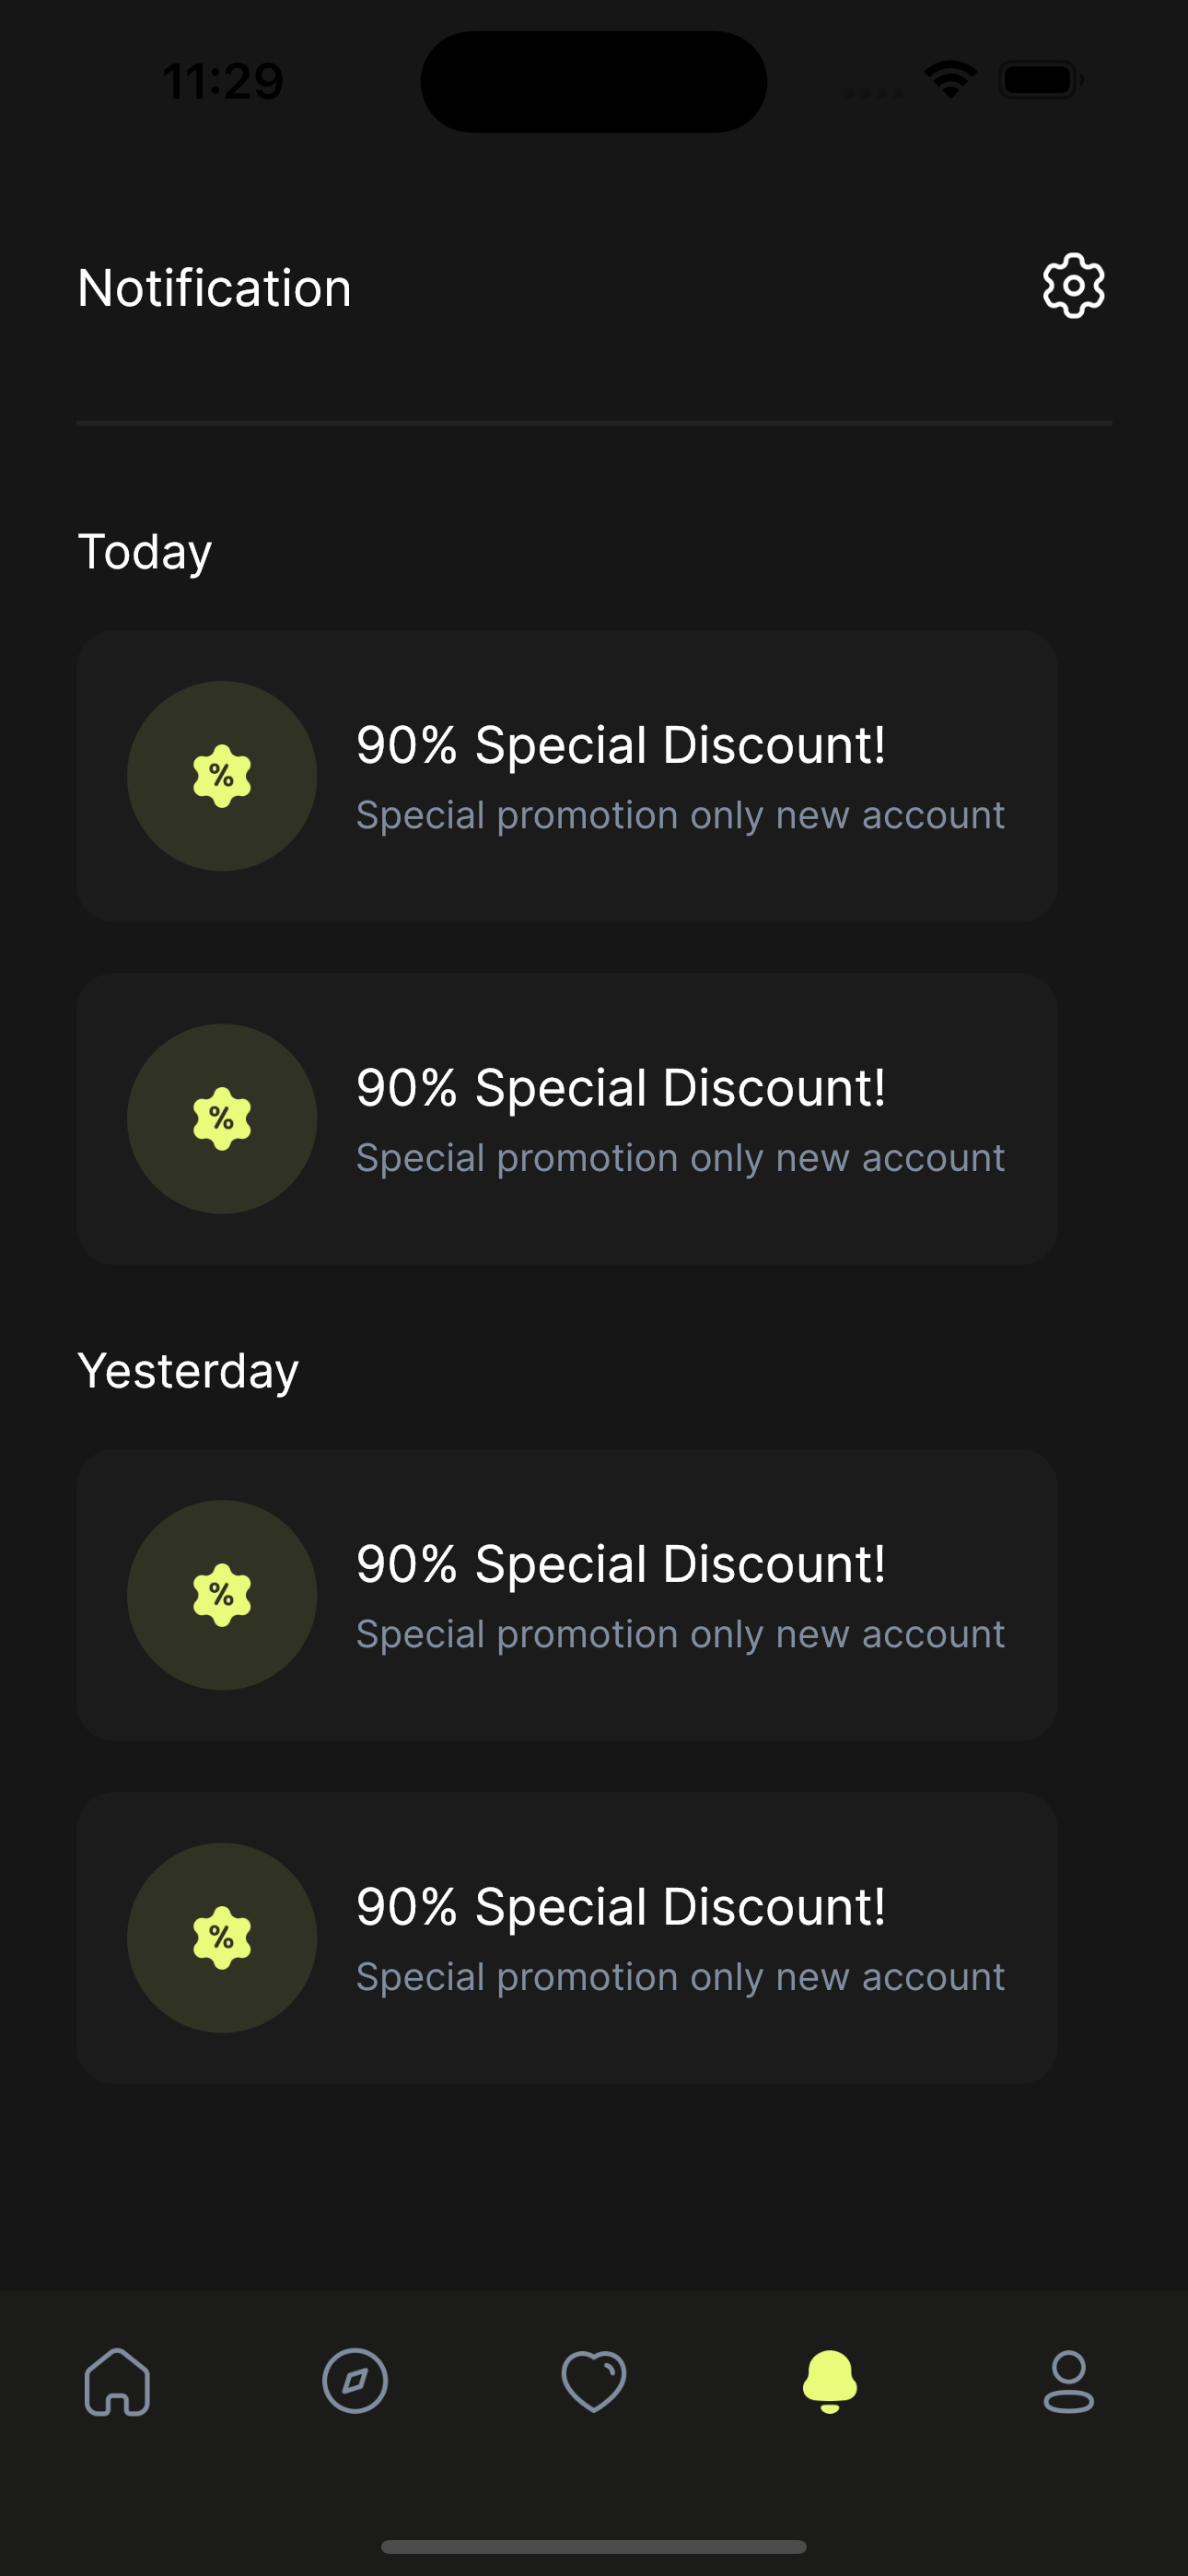 11:29
Notification
Today
%
90% Special Discount!
Special promotion only new account
%
90% Special Discount!
Special promotion only new account
Yesterday
%
90% Special Discount!
Special promotion only new account
%
90% Special Discount!
Special promotion only new account